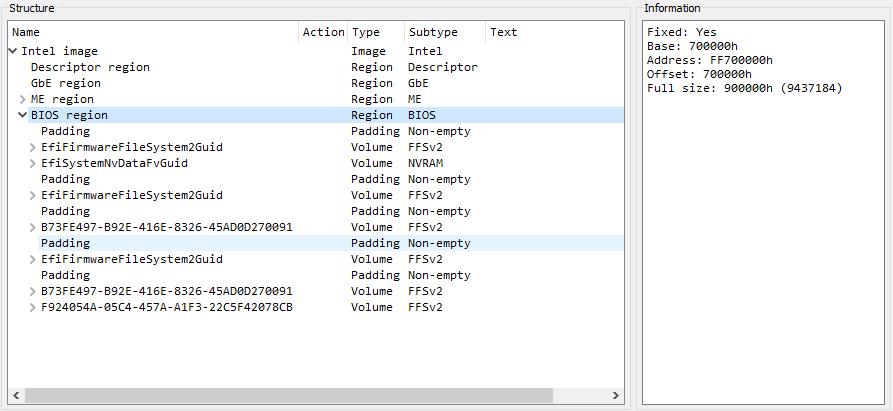 Structure
Name Action Type Subtype Text
Intel image Image Intel
Descriptor region Region Descriptor
GbE region Region GbE
ME region Region ME
BIOS region Region BIOS
Padding Padding Non-empty
EfiFirmwareFileSystem2Guid Volume FFSv2
EfiSystemNvDataFvGuid Volume NVRAM
Padding Padding Non-empty
EfiFirmwareFileSystem2Guid Volume FFSv2
Padding Padding Non-empty
B73FE497-B92E-416E-8326-45AD0D270091 Volume FFSv2
Padding Padding Non-empty
EfiFirmwareFileSystem2Guid Volume FFSv2
Padding Padding Non-empty
B73FE497-B92E-416E-8326-45AD0D270091 Volume FFSv2
F924054A-05C4-457A-A1F3-22C5F42078CB Volume FFSv2
Information
Fixed: Yes
Base: 700000h
Address: FF700000h
Offset: 700000h
Full size: 900000h (9437184)